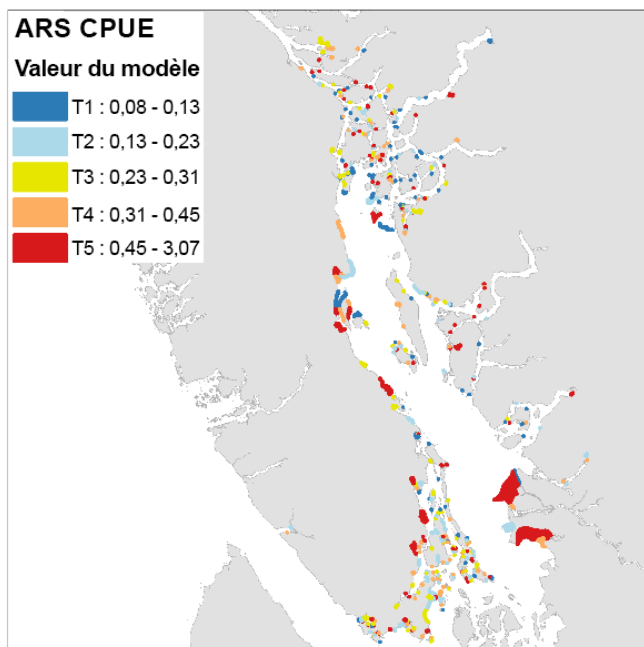 ARS CPUE
Valeur du modèle
T1 : 0,08 - 0,13
T2 : 0,13 - 0,23
T3 : 0,23 - 0,31
T4 : 0,31 - 0,45
T5 : 0,45 - 3,07